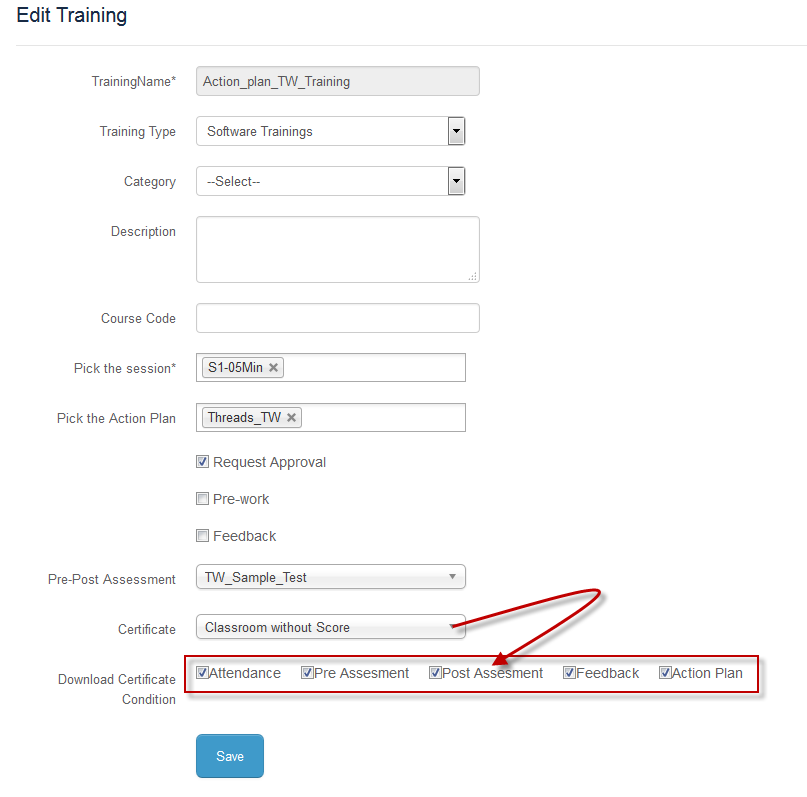 Edit Training
TrainingName* Action_plan_TW_Training
Training Type Software Trainings
Category --Select--
Description
Course Code
Pick the session* S1-05Min
Pick the Action Plan Threads_TW
Request Approval
Pre-work
Feedback
Pre-Post Assessment TW_Sample_Test
Certificate Classroom without Score
Download Certificate Attendance Pre Assesment Post Assesment Feedback Action Plan
Condition
Save